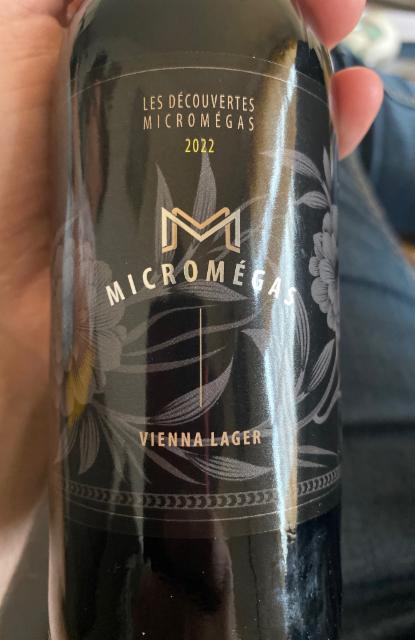 LES DÉCOUVERTES
MICROMÉGAS
2022
M
MICROMÉGAS
VIENNA LAGER